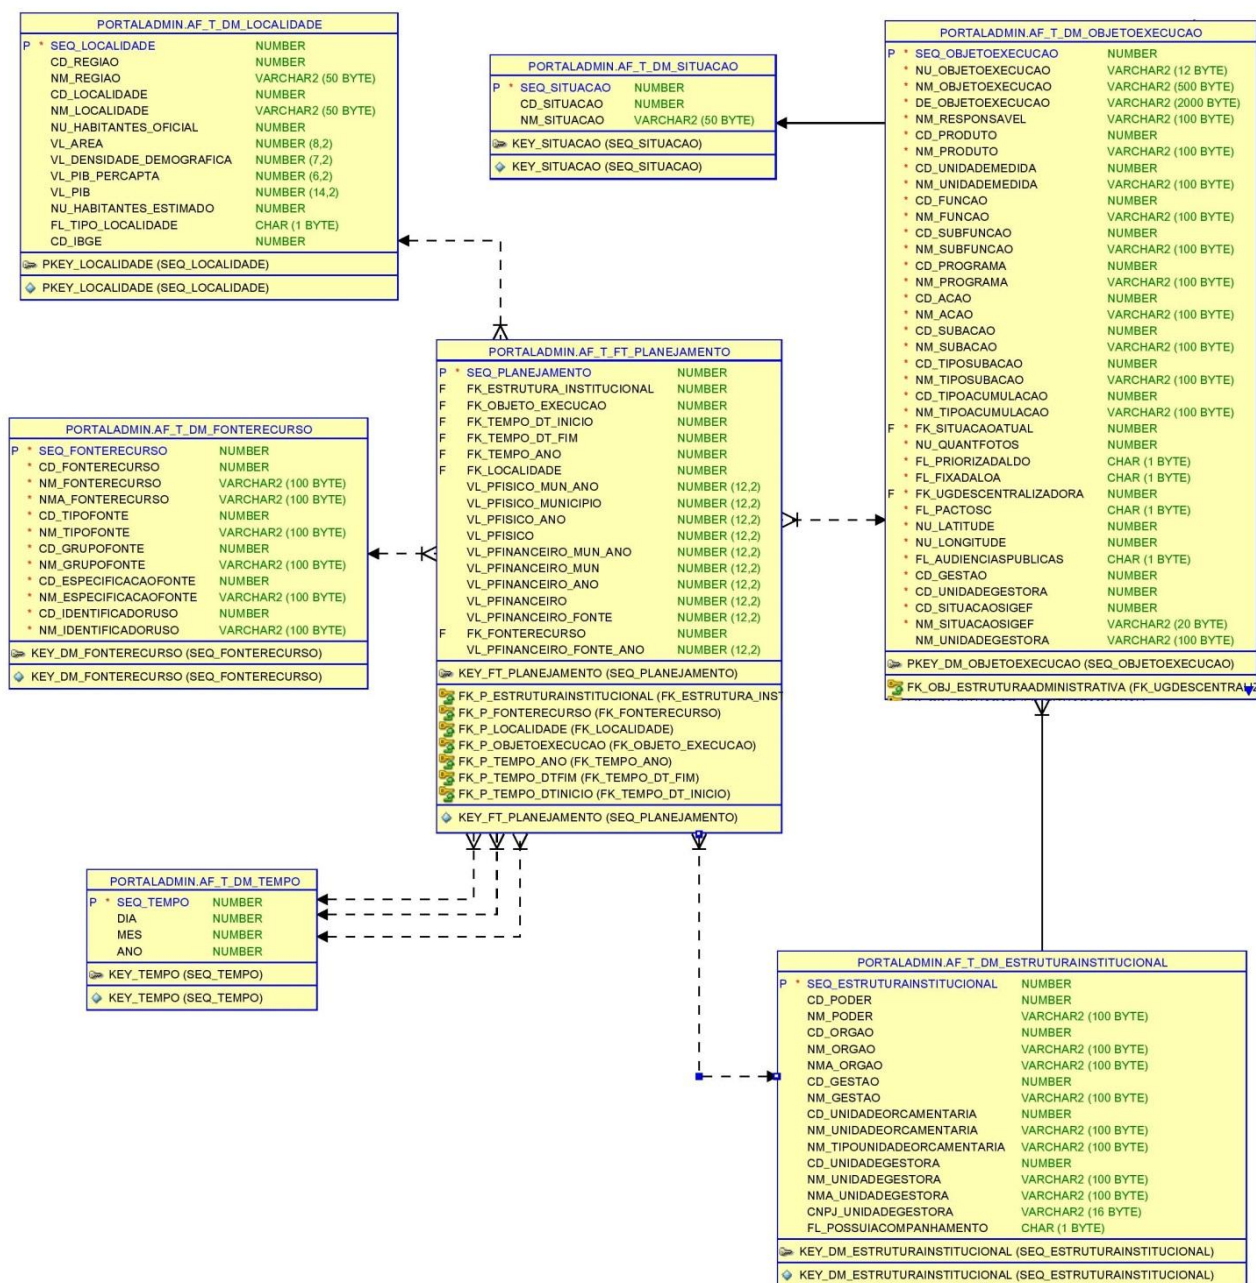 PORTALADMIN.AF_T_DM_LOCALIDADE
P * SEQ_LOCALIDADE NUMBER
CD_REGIAO NUMBER
NM_REGIAO VARCHAR2 (50 BYTE)
CD_LOCALIDADE NUMBER
NM_LOCALIDADE VARCHAR2 (50 BYTE)
NU_HABITANTES_OFICIAL NUMBER
VL_AREA NUMBER (8,2)
VL_DENSIDADE_DEMOGRAFICA NUMBER (7,2)
VL_PIB_PERCAPTA NUMBER (6,2)
VL_PIB NUMBER (14,2)
NU_HABITANTES_ESTIMADO NUMBER
FL_TIPO_LOCALIDADE CHAR (1 BYTE)
CD_IBGE NUMBER
PKEY_LOCALIDADE (SEQ_LOCALIDADE)
PKEY_LOCALIDADE (SEQ_LOCALIDADE)
PORTALADMIN.AF_T_DM_SITUACAO
P * SEQ_SITUACAO NUMBER
CD_SITUACAO NUMBER
NM_SITUACAO VARCHAR2 (50 BYTE)
KEY_SITUACAO (SEQ_SITUACAO)
KEY_SITUACAO (SEQ_SITUACAO)
PORTALADMIN.AF_T_DM_OBJETOEXECUCAO
P * SEQ_OBJETOEXECUCAO NUMBER
* NU_OBJETOEXECUCAO VARCHAR2 (12 BYTE)
* NM_OBJETOEXECUCAO VARCHAR2 (500 BYTE)
* DE_OBJETOEXECUCAO VARCHAR2 (2000 BYTE)
* NM_RESPONSAVEL VARCHAR2 (100 BYTE)
* CD_PRODUTO NUMBER
* NM_PRODUTO VARCHAR2 (100 BYTE)
* CD_UNIDADEMEDIDA NUMBER
* NM_UNIDADEMEDIDA VARCHAR2 (100 BYTE)
* CD_FUNCAO NUMBER
* NM_FUNCAO VARCHAR2 (100 BYTE)
* CD_SUBFUNCAO NUMBER
* NM_SUBFUNCAO VARCHAR2 (100 BYTE)
* CD_PROGRAMA NUMBER
* NM_PROGRAMA VARCHAR2 (100 BYTE)
* CD_ACAO NUMBER
* NM_ACAO VARCHAR2 (100 BYTE)
* CD_SUBACAO NUMBER
* NM_SUBACAO VARCHAR2 (100 BYTE)
* CD_TIPOSUBACAO NUMBER
* NM_TIPOSUBACAO VARCHAR2 (100 BYTE)
* CD_TIPOACUMULACAO NUMBER
* NM_TIPOACUMULACAO VARCHAR2 (100 BYTE)
F * FK_SITUACAOATUAL NUMBER
* NU_QUANTFOTOS NUMBER
* FL_PRIORIZADALDO CHAR (1 BYTE)
* FL_FIXADALOA CHAR (1 BYTE)
F * FK_UGDESCENTRALIZADORA NUMBER
* FL_PACTOSC CHAR (1 BYTE)
* NU_LATITUDE NUMBER
* NU_LONGITUDE NUMBER
FL_AUDIENCIASPUBLICAS CHAR (1 BYTE)
* CD_GESTAO NUMBER
* CD_UNIDADEGESTORA NUMBER
* CD_SITUACAOSIGEF NUMBER
* NM_SITUACAOSIGEF VARCHAR2 (20 BYTE)
NM_UNIDADEGESTORA VARCHAR2 (100 BYTE)
PKEY_DM_OBJETOEXECUCAO (SEQ_OBJETOEXECUCAO)
FK_OBJ_ESTRUTURAADMINISTRATIVA (FK_UGDESCENTRALIZ
PORTALADMIN.AF_T_FT_PLANEJAMENTO
P * SEQ_PLANEJAMENTO NUMBER
F FK_ESTRUTURA_INSTITUCIONAL NUMBER
F FK_OBJETO_EXECUCAO NUMBER
F FK_TEMPO_DT_INICIO NUMBER
F FK_TEMPO_DT_FIM NUMBER
F FK_TEMPO_ANO NUMBER
F FK_LOCALIDADE NUMBER
VL_PFISICO_MUN_ANO NUMBER (12,2)
VL_PFISICO_MUNICIPIO NUMBER (12,2)
VL_PFISICO_ANO NUMBER (12,2)
VL_PFISICO NUMBER (12,2)
VL_PFINANCEIRO_MUN_ANO NUMBER (12,2)
VL_PFINANCEIRO_MUN NUMBER (12,2)
VL_PFINANCEIRO_ANO NUMBER (12,2)
VL_PFINANCEIRO NUMBER (12,2)
VL_PFINANCEIRO_FONTE NUMBER (12,2)
F FK_FONTERECURSO NUMBER
VL_PFINANCEIRO_FONTE_ANO NUMBER (12,2)
KEY_FT_PLANEJAMENTO (SEQ_PLANEJAMENTO)
FK_P_ESTRUTURAINSTITUCIONAL (FK_ESTRUTURA_INST
FK_P_FONTERECURSO (FK_FONTERECURSO)
FK_P_LOCALIDADE (FK_LOCALIDADE)
FK_P_OBJETOEXECUCAO (FK_OBJETO_EXECUCAO)
FK_P_TEMPO_ANO (FK_TEMPO_ANO)
FK_P_TEMPO_DTFIM (FK_TEMPO_DT_FIM)
FK_P_TEMPO_DTINICIO (FK_TEMPO_DT_INICIO)
KEY_FT_PLANEJAMENTO (SEQ_PLANEJAMENTO)
PORTALADMIN.AF_T_DM_FONTERECURSO
P * SEQ_FONTERECURSO NUMBER
* CD_FONTERECURSO NUMBER
* NM_FONTERECURSO VARCHAR2 (100 BYTE)
* NMA_FONTERECURSO VARCHAR2 (100 BYTE)
* CD_TIPOFONTE NUMBER
* NM_TIPOFONTE VARCHAR2 (100 BYTE)
* CD_GRUPOFONTE NUMBER
* NM_GRUPOFONTE VARCHAR2 (100 BYTE)
* CD_ESPECIFICACAOFONTE NUMBER
* NM_ESPECIFICACAOFONTE VARCHAR2 (100 BYTE)
* CD_IDENTIFICADORUSO NUMBER
* NM_IDENTIFICADORUSO VARCHAR2 (100 BYTE)
KEY_DM_FONTERECURSO (SEQ_FONTERECURSO)
KEY_DM_FONTERECURSO (SEQ_FONTERECURSO)
PORTALADMIN.AF_T_DM_TEMPO
P * SEQ_TEMPO NUMBER
DIA NUMBER
MES NUMBER
ANO NUMBER
KEY_TEMPO (SEQ_TEMPO)
KEY_TEMPO (SEQ_TEMPO)
PORTALADMIN.AF_T_DM_ESTRUTURAINSTITUCIONAL
P * SEQ_ESTRUTURAINSTITUCIONAL NUMBER
CD_PODER NUMBER
NM_PODER VARCHAR2 (100 BYTE)
CD_ORGAO NUMBER
NM_ORGAO VARCHAR2 (100 BYTE)
NMA_ORGAO VARCHAR2 (100 BYTE)
CD_GESTAO NUMBER
NM_GESTAO VARCHAR2 (100 BYTE)
CD_UNIDADEORCAMENTARIA NUMBER
NM_UNIDADEORCAMENTARIA VARCHAR2 (100 BYTE)
NM_TIPOUNIDADEORCAMENTARIA VARCHAR2 (100 BYTE)
CD_UNIDADEGESTORA NUMBER
NM_UNIDADEGESTORA VARCHAR2 (100 BYTE)
NMA_UNIDADEGESTORA VARCHAR2 (100 BYTE)
CNPJ_UNIDADEGESTORA VARCHAR2 (16 BYTE)
FL_POSSUIACOMPANHAMENTO CHAR (1 BYTE)
KEY_DM_ESTRUTURAINSTITUCIONAL (SEQ_ESTRUTURAINSTITUCIONAL)
KEY_DM_ESTRUTURAINSTITUCIONAL (SEQ_ESTRUTURAINSTITUCIONAL)